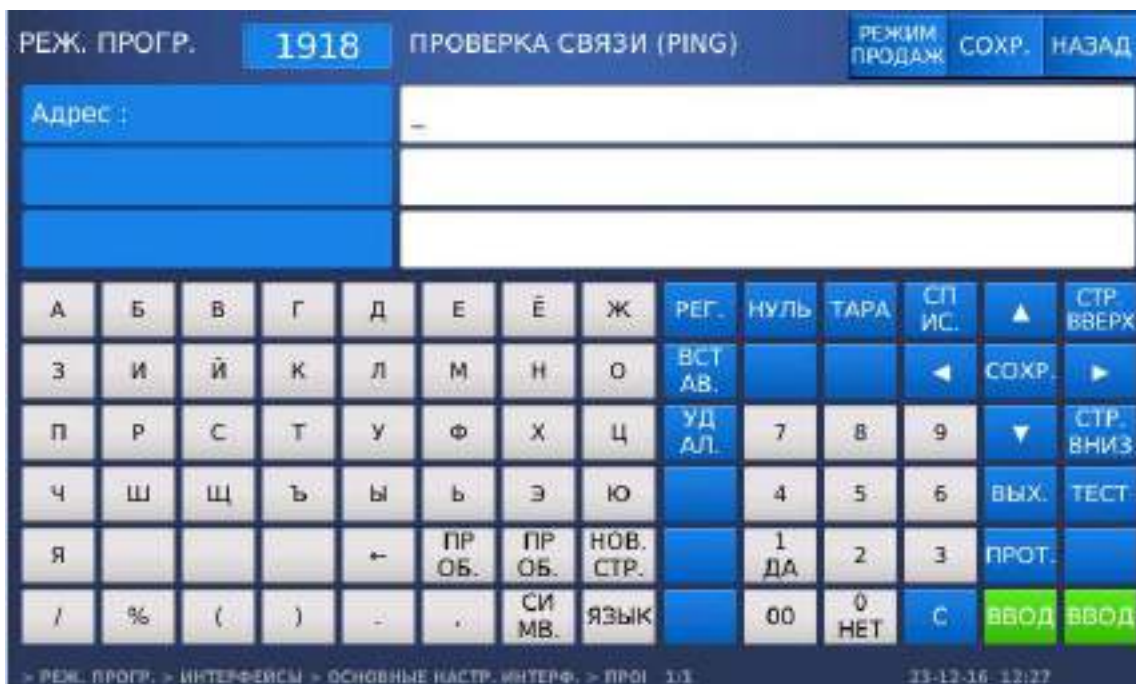 РЕЖ. ПРОГР. 1918 ПРОВЕРКА СВЯЗИ (PING) РЕЖИМ ПРОДАЖ СОХР. НАЗАД
Адрес : _
А Б В Г Д Е Ё Ж РЕГ. НУЛЬ ТАРА СП ИС. ▲ СТР. ВВЕРХ
З И Й К Л М Н О ВСТ АВ. ◄ СОХР. ►
П Р С Т У Ф Х Ц УД АЛ. 7 8 9 ▼ СТР. ВНИЗ
Ч Ш Щ Ъ Ы Ь Э Ю 4 5 6 ВЫХ. ТЕСТ
Я ← ПР ОБ. ПР ОБ. НОВ. СТР. 1 ДА 2 3 ПРОТ.
/ % ( ) . , СИ МВ. ЯЗЫК 00 0 НЕТ С ВВОД ВВОД
> РЕЖ. ПРОГР. > ИНТЕРФЕЙСЫ > ОСНОВНЫЕ НАСТР. ИНТЕРФ. > ПРОІ 1/1 23-12-16 12:27